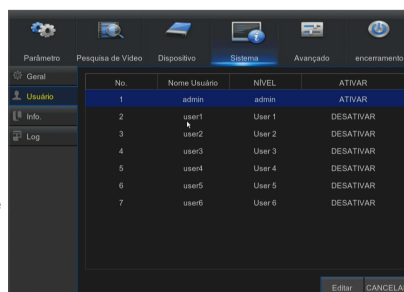 Parâmetro Pesquisa de Vídeo Dispositivo Sistema Avançado encerramento
Geral
Usuário
Info.
Log
No. Nome Usuário NÍVEL ATIVAR
1 admin admin ATIVAR
2 user1 User 1 DESATIVAR
3 user2 User 2 DESATIVAR
4 user3 User 3 DESATIVAR
5 user4 User 4 DESATIVAR
6 user5 User 5 DESATIVAR
7 user6 User 6 DESATIVAR
Editar CANCELA